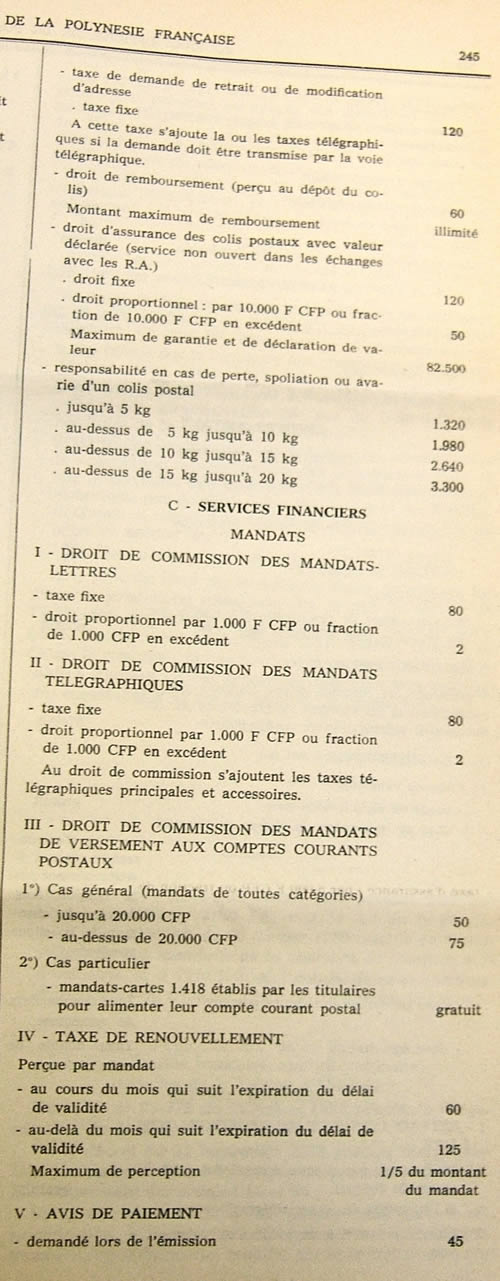 DE LA POLYNESIE FRANÇAISE
245
- taxe de demande de retrait ou de modification
d'adresse
. taxe fixe 120
A cette taxe s'ajoute la ou les taxes télégraphi-
ques si la demande doit être transmise par la voie
télégraphique.
- droit de remboursement (perçu au dépôt du co-
lis) 60
Montant maximum de remboursement illimité
- droit d'assurance des colis postaux avec valeur
déclarée (service non ouvert dans les échanges
avec les R.A.)
. droit fixe 120
. droit proportionnel : par 10.000 F CFP ou frac-
tion de 10.000 F CFP en excédent 50
Maximum de garantie et de déclaration de va-
leur 82.500
- responsabilité en cas de perte, spoliation ou ava-
rie d'un colis postal
. jusqu'à 5 kg 1.320
. au-dessus de 5 kg jusqu'à 10 kg 1.980
. au-dessus de 10 kg jusqu'à 15 kg 2.640
. au-dessus de 15 kg jusqu'à 20 kg 3.300
C - SERVICES FINANCIERS
MANDATS
I - DROIT DE COMMISSION DES MANDATS-
LETTRES
- taxe fixe 80
- droit proportionnel par 1.000 F CFP ou fraction
de 1.000 CFP en excédent 2
II - DROIT DE COMMISSION DES MANDATS
TELEGRAPHIQUES
- taxe fixe 80
- droit proportionnel par 1.000 F CFP ou fraction
de 1.000 CFP en excédent 2
Au droit de commission s'ajoutent les taxes té-
légraphiques principales et accessoires.
III - DROIT DE COMMISSION DES MANDATS
DE VERSEMENT AUX COMPTES COURANTS
POSTAUX
1°) Cas général (mandats de toutes catégories)
- jusqu'à 20.000 CFP 50
- au-dessus de 20.000 CFP 75
2°) Cas particulier
- mandats-cartes 1.418 établis par les titulaires
pour alimenter leur compte courant postal gratuit
IV - TAXE DE RENOUVELLEMENT
Perçue par mandat
- au cours du mois qui suit l'expiration du délai
de validité 60
- au-delà du mois qui suit l'expiration du délai de
validité 125
Maximum de perception 1/5 du montant
du mandat
V - AVIS DE PAIEMENT
- demandé lors de l'émission 45